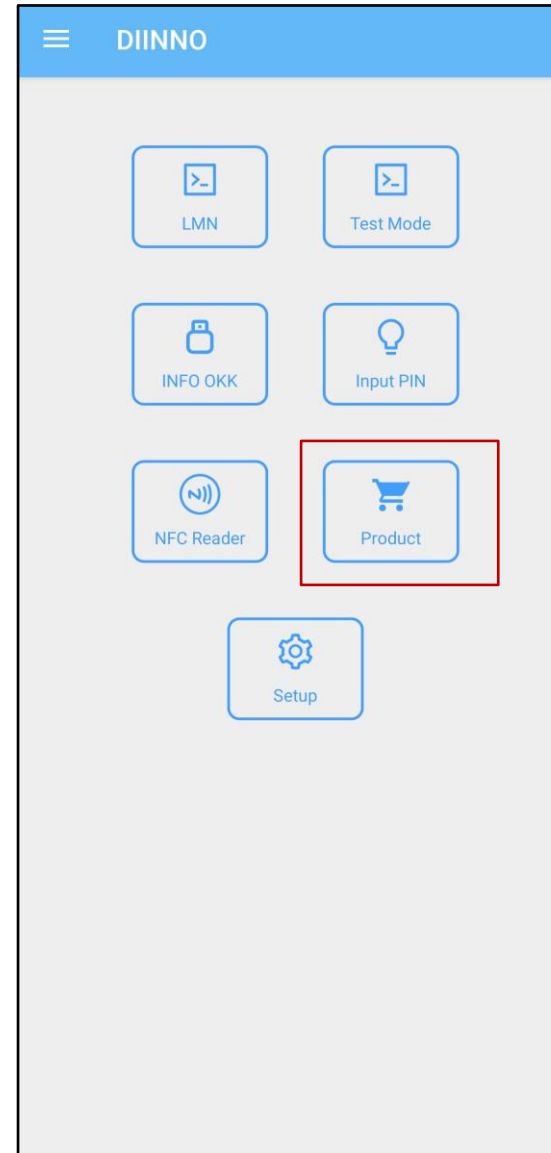 DIINNO
LMN
Test Mode
INFO OKK
Input PIN
NFC Reader
Product
Setup